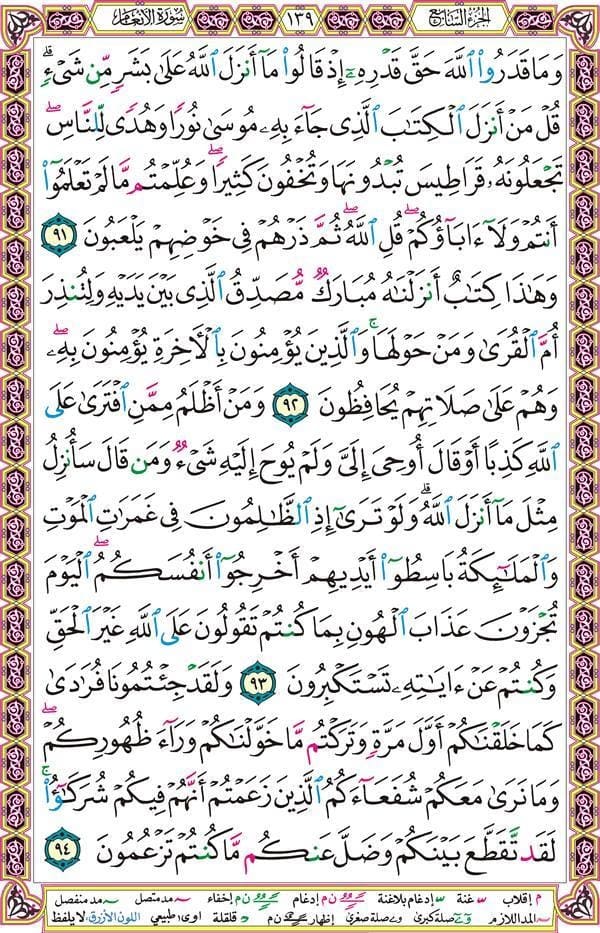 الجزء السابع
١٣٩
سورة الأنعام
وَمَا قَدَرُوا۟ ٱللَّهَ حَقَّ قَدْرِهِۦٓ إِذْ قَالُوا۟ مَآ أَنزَلَ ٱللَّهُ عَلَىٰ بَشَرٍ مِّن شَىْءٍ ۗ
قُلْ مَنْ أَنزَلَ ٱلْكِتَـٰبَ ٱلَّذِى جَآءَ بِهِۦ مُوسَىٰ نُورًا وَهُدًى لِّلنَّاسِ ۖ
تَجْعَلُونَهُۥ قَرَاطِيسَ تُبْدُونَهَا وَتُخْفُونَ كَثِيرًا ۖ وَعُلِّمْتُم مَّا لَمْ تَعْلَمُوٓا۟
أَنتُمْ وَلَآ ءَابَآؤُكُمْ ۖ قُلِ ٱللَّهُ ۖ ثُمَّ ذَرْهُمْ فِى خَوْضِهِمْ يَلْعَبُونَ ٩١
وَهَـٰذَا كِتَـٰبٌ أَنزَلْنَـٰهُ مُبَارَكٌ مُّصَدِّقُ ٱلَّذِى بَيْنَ يَدَيْهِ وَلِتُنذِرَ
أُمَّ ٱلْقُرَىٰ وَمَنْ حَوْلَهَا ۚ وَٱلَّذِينَ يُؤْمِنُونَ بِٱلْـَٔاخِرَةِ يُؤْمِنُونَ بِهِۦ ۖ
وَهُمْ عَلَىٰ صَلَاتِهِمْ يُحَافِظُونَ ٩٢ وَمَنْ أَظْلَمُ مِمَّنِ ٱفْتَرَىٰ عَلَى
ٱللَّهِ كَذِبًا أَوْ قَالَ أُوحِىَ إِلَىَّ وَلَمْ يُوحَ إِلَيْهِ شَىْءٌ وَمَن قَالَ سَأُنزِلُ
مِثْلَ مَآ أَنزَلَ ٱللَّهُ ۗ وَلَوْ تَرَىٰٓ إِذِ ٱلظَّـٰلِمُونَ فِى غَمَرَٰتِ ٱلْمَوْتِ
وَٱلْمَلَـٰٓئِكَةُ بَاسِطُوٓا۟ أَيْدِيهِمْ أَخْرِجُوٓا۟ أَنفُسَكُمُ ۖ ٱلْيَوْمَ
تُجْزَوْنَ عَذَابَ ٱلْهُونِ بِمَا كُنتُمْ تَقُولُونَ عَلَى ٱللَّهِ غَيْرَ ٱلْحَقِّ
وَكُنتُمْ عَنْ ءَايَـٰتِهِۦ تَسْتَكْبِرُونَ ٩٣ وَلَقَدْ جِئْتُمُونَا فُرَٰدَىٰ
كَمَا خَلَقْنَـٰكُمْ أَوَّلَ مَرَّةٍ وَتَرَكْتُم مَّا خَوَّلْنَـٰكُمْ وَرَآءَ ظُهُورِكُمْ ۖ
وَمَا نَرَىٰ مَعَكُمْ شُفَعَآءَكُمُ ٱلَّذِينَ زَعَمْتُمْ أَنَّهُمْ فِيكُمْ شُرَكَـٰٓؤُا۟ ۚ
لَقَد تَّقَطَّعَ بَيْنَكُمْ وَضَلَّ عَنكُم مَّا كُنتُمْ تَزْعُمُونَ ٩٤
م إقلاب س غنة س إدغام بلاغنة ن م إدغام ن إخفاء مد متصل مد منفصل
المد اللازم صلة كبرى صلة صغرى إظهار ن م قلقلة اوى طبيعي اللون الأزرق لا يلفظ